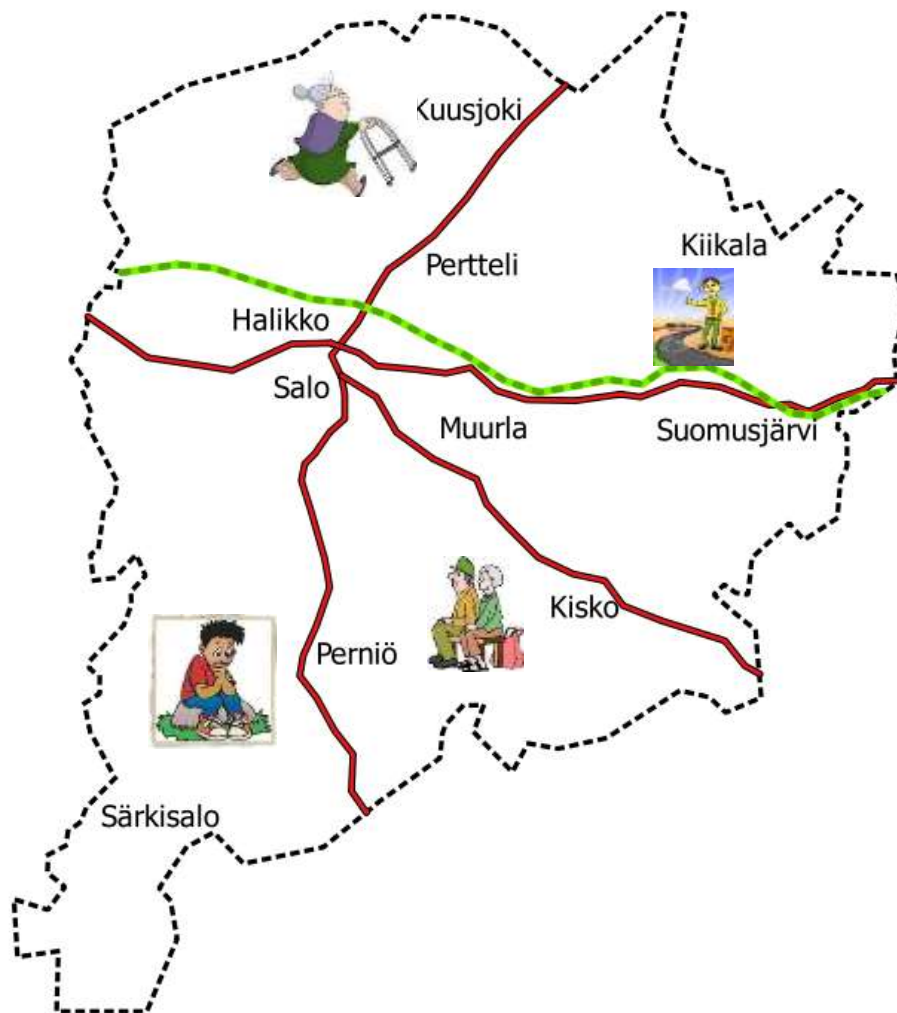 Kuusjoki
Kiikala
Pertteli
Halikko
Salo
Muurla
Suomusjärvi
Kisko
Perniö
Särkisalo